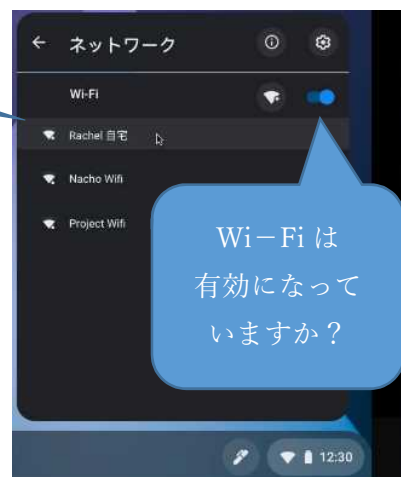 ネットワーク
Wi-Fi
Rachel 自宅
Nacho Wifi
Project Wifi
Wi－Fi は
有効になって
いますか？
12:30